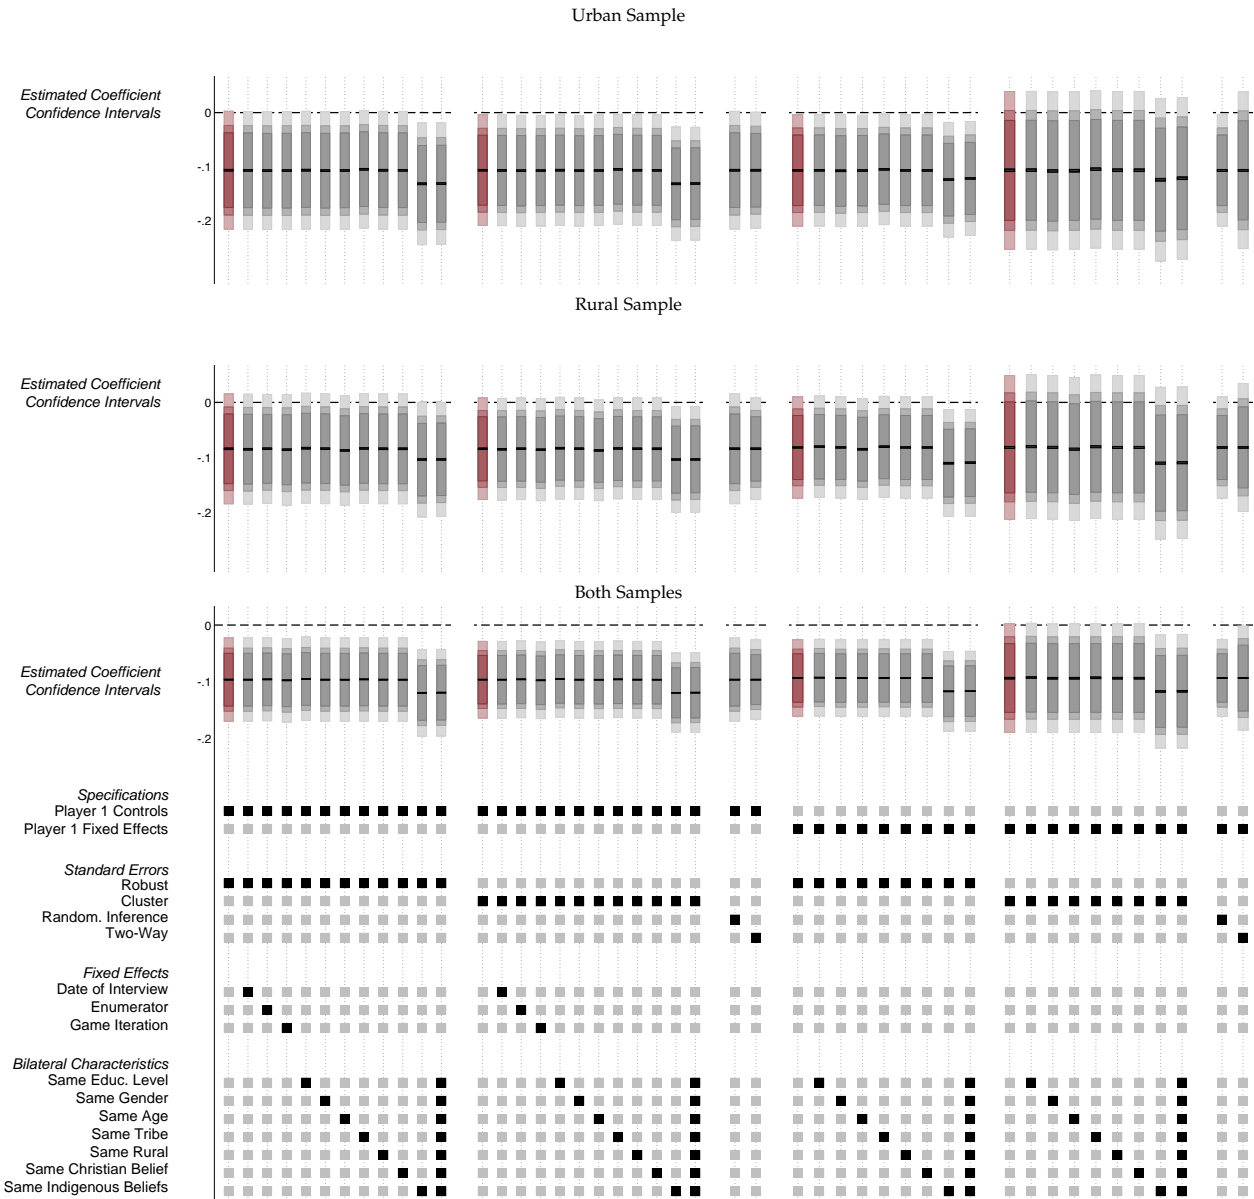 Urban Sample
Estimated Coefficient
Confidence Intervals
0
-.1
-.2
Rural Sample
Estimated Coefficient
Confidence Intervals
0
-.1
-.2
Both Samples
Estimated Coefficient
Confidence Intervals
0
-.1
-.2
Specifications
Player 1 Controls
Player 1 Fixed Effects
Standard Errors
Robust
Cluster
Random. Inference
Two-Way
Fixed Effects
Date of Interview
Enumerator
Game Iteration
Bilateral Characteristics
Same Educ. Level
Same Gender
Same Age
Same Tribe
Same Rural
Same Christian Belief
Same Indigenous Beliefs